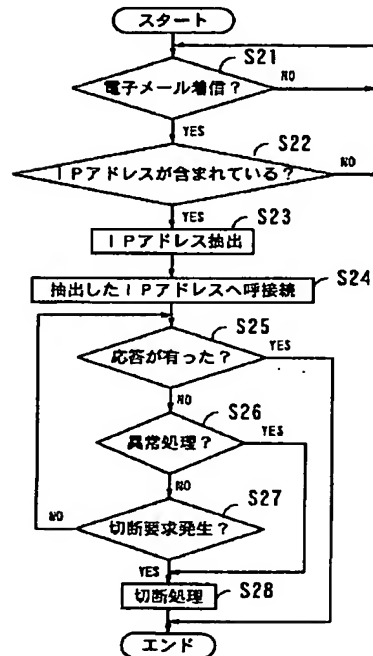 スタート
S21
電子メール着信？
NO
YES
S22
ＩＰアドレスが含まれている？
NO
YES
S23
ＩＰアドレス抽出
S24
抽出したＩＰアドレスへ呼接続
S25
応答が有った？
YES
NO
S26
異常処理？
YES
NO
S27
切断要求発生？
NO
YES
S28
切断処理
エンド